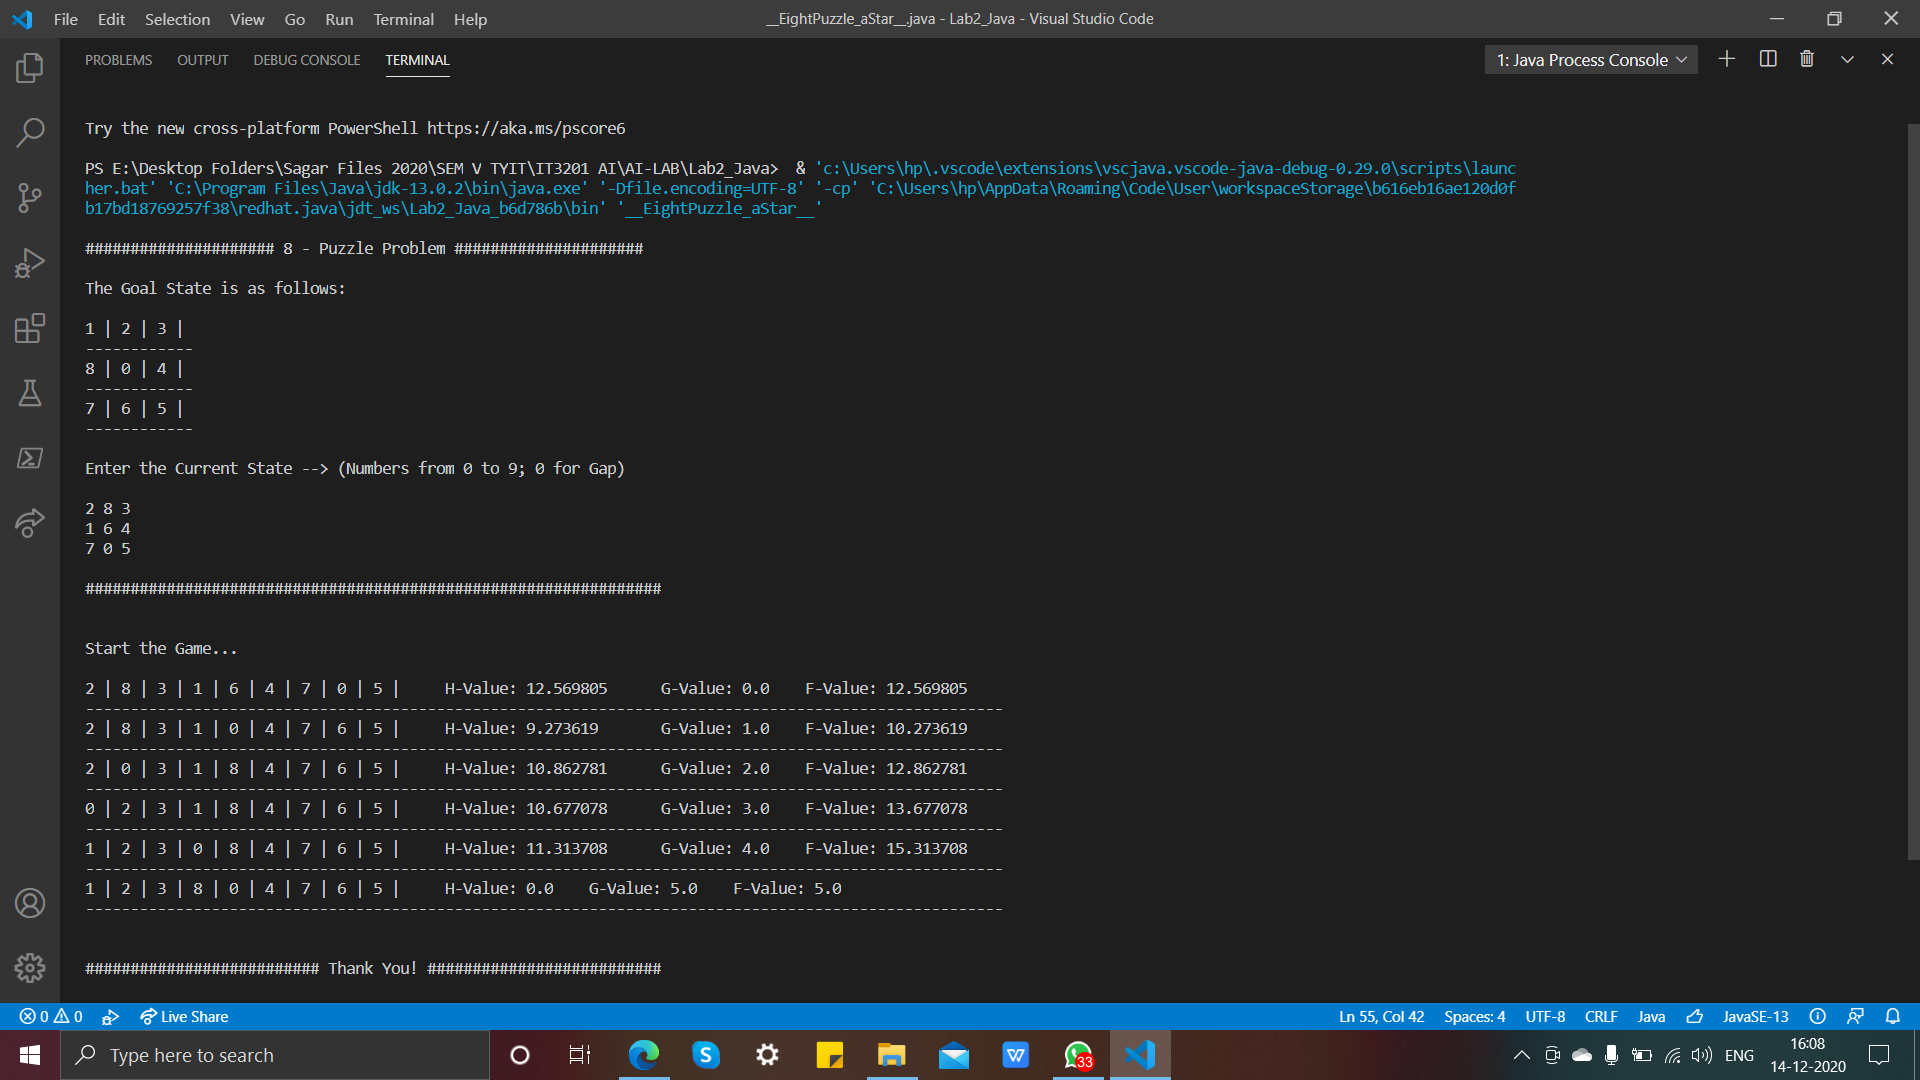 File Edit Selection View Go Run Terminal Help
__EightPuzzle_aStar__.java - Lab2_Java - Visual Studio Code
PROBLEMS OUTPUT DEBUG CONSOLE TERMINAL
1: Java Process Console
Try the new cross-platform PowerShell https://aka.ms/pscore6
PS E:\Desktop Folders\Sagar Files 2020\SEM V TYIT\IT3201 AI\AI-LAB\Lab2_Java>  & 'c:\Users\hp\.vscode\extensions\vscjava.vscode-java-debug-0.29.0\scripts\launc
her.bat' 'C:\Program Files\Java\jdk-13.0.2\bin\java.exe' '-Dfile.encoding=UTF-8' '-cp' 'C:\Users\hp\AppData\Roaming\Code\User\workspaceStorage\b616eb16ae120d0f
b17bd18769257f38\redhat.java\jdt_ws\Lab2_Java_b6d786b\bin' '__EightPuzzle_aStar__'
##################### 8 - Puzzle Problem #####################
The Goal State is as follows:
1 | 2 | 3 |
------------
8 | 0 | 4 |
------------
7 | 6 | 5 |
------------
Enter the Current State --> (Numbers from 0 to 9; 0 for Gap)
2 8 3
1 6 4
7 0 5
################################################################
Start the Game...
2 | 8 | 3 | 1 | 6 | 4 | 7 | 0 | 5 |     H-Value: 12.569805      G-Value: 0.0    F-Value: 12.569805
------------------------------------------------------------------------------------------------------
2 | 8 | 3 | 1 | 0 | 4 | 7 | 6 | 5 |     H-Value: 9.273619       G-Value: 1.0    F-Value: 10.273619
------------------------------------------------------------------------------------------------------
2 | 0 | 3 | 1 | 8 | 4 | 7 | 6 | 5 |     H-Value: 10.862781      G-Value: 2.0    F-Value: 12.862781
------------------------------------------------------------------------------------------------------
0 | 2 | 3 | 1 | 8 | 4 | 7 | 6 | 5 |     H-Value: 10.677078      G-Value: 3.0    F-Value: 13.677078
------------------------------------------------------------------------------------------------------
1 | 2 | 3 | 0 | 8 | 4 | 7 | 6 | 5 |     H-Value: 11.313708      G-Value: 4.0    F-Value: 15.313708
------------------------------------------------------------------------------------------------------
1 | 2 | 3 | 8 | 0 | 4 | 7 | 6 | 5 |     H-Value: 0.0    G-Value: 5.0    F-Value: 5.0
------------------------------------------------------------------------------------------------------
########################## Thank You! ##########################
0 0 Live Share
Ln 55, Col 42 Spaces: 4 UTF-8 CRLF Java JavaSE-13
Type here to search
S
W
33
ENG
16:08
14-12-2020